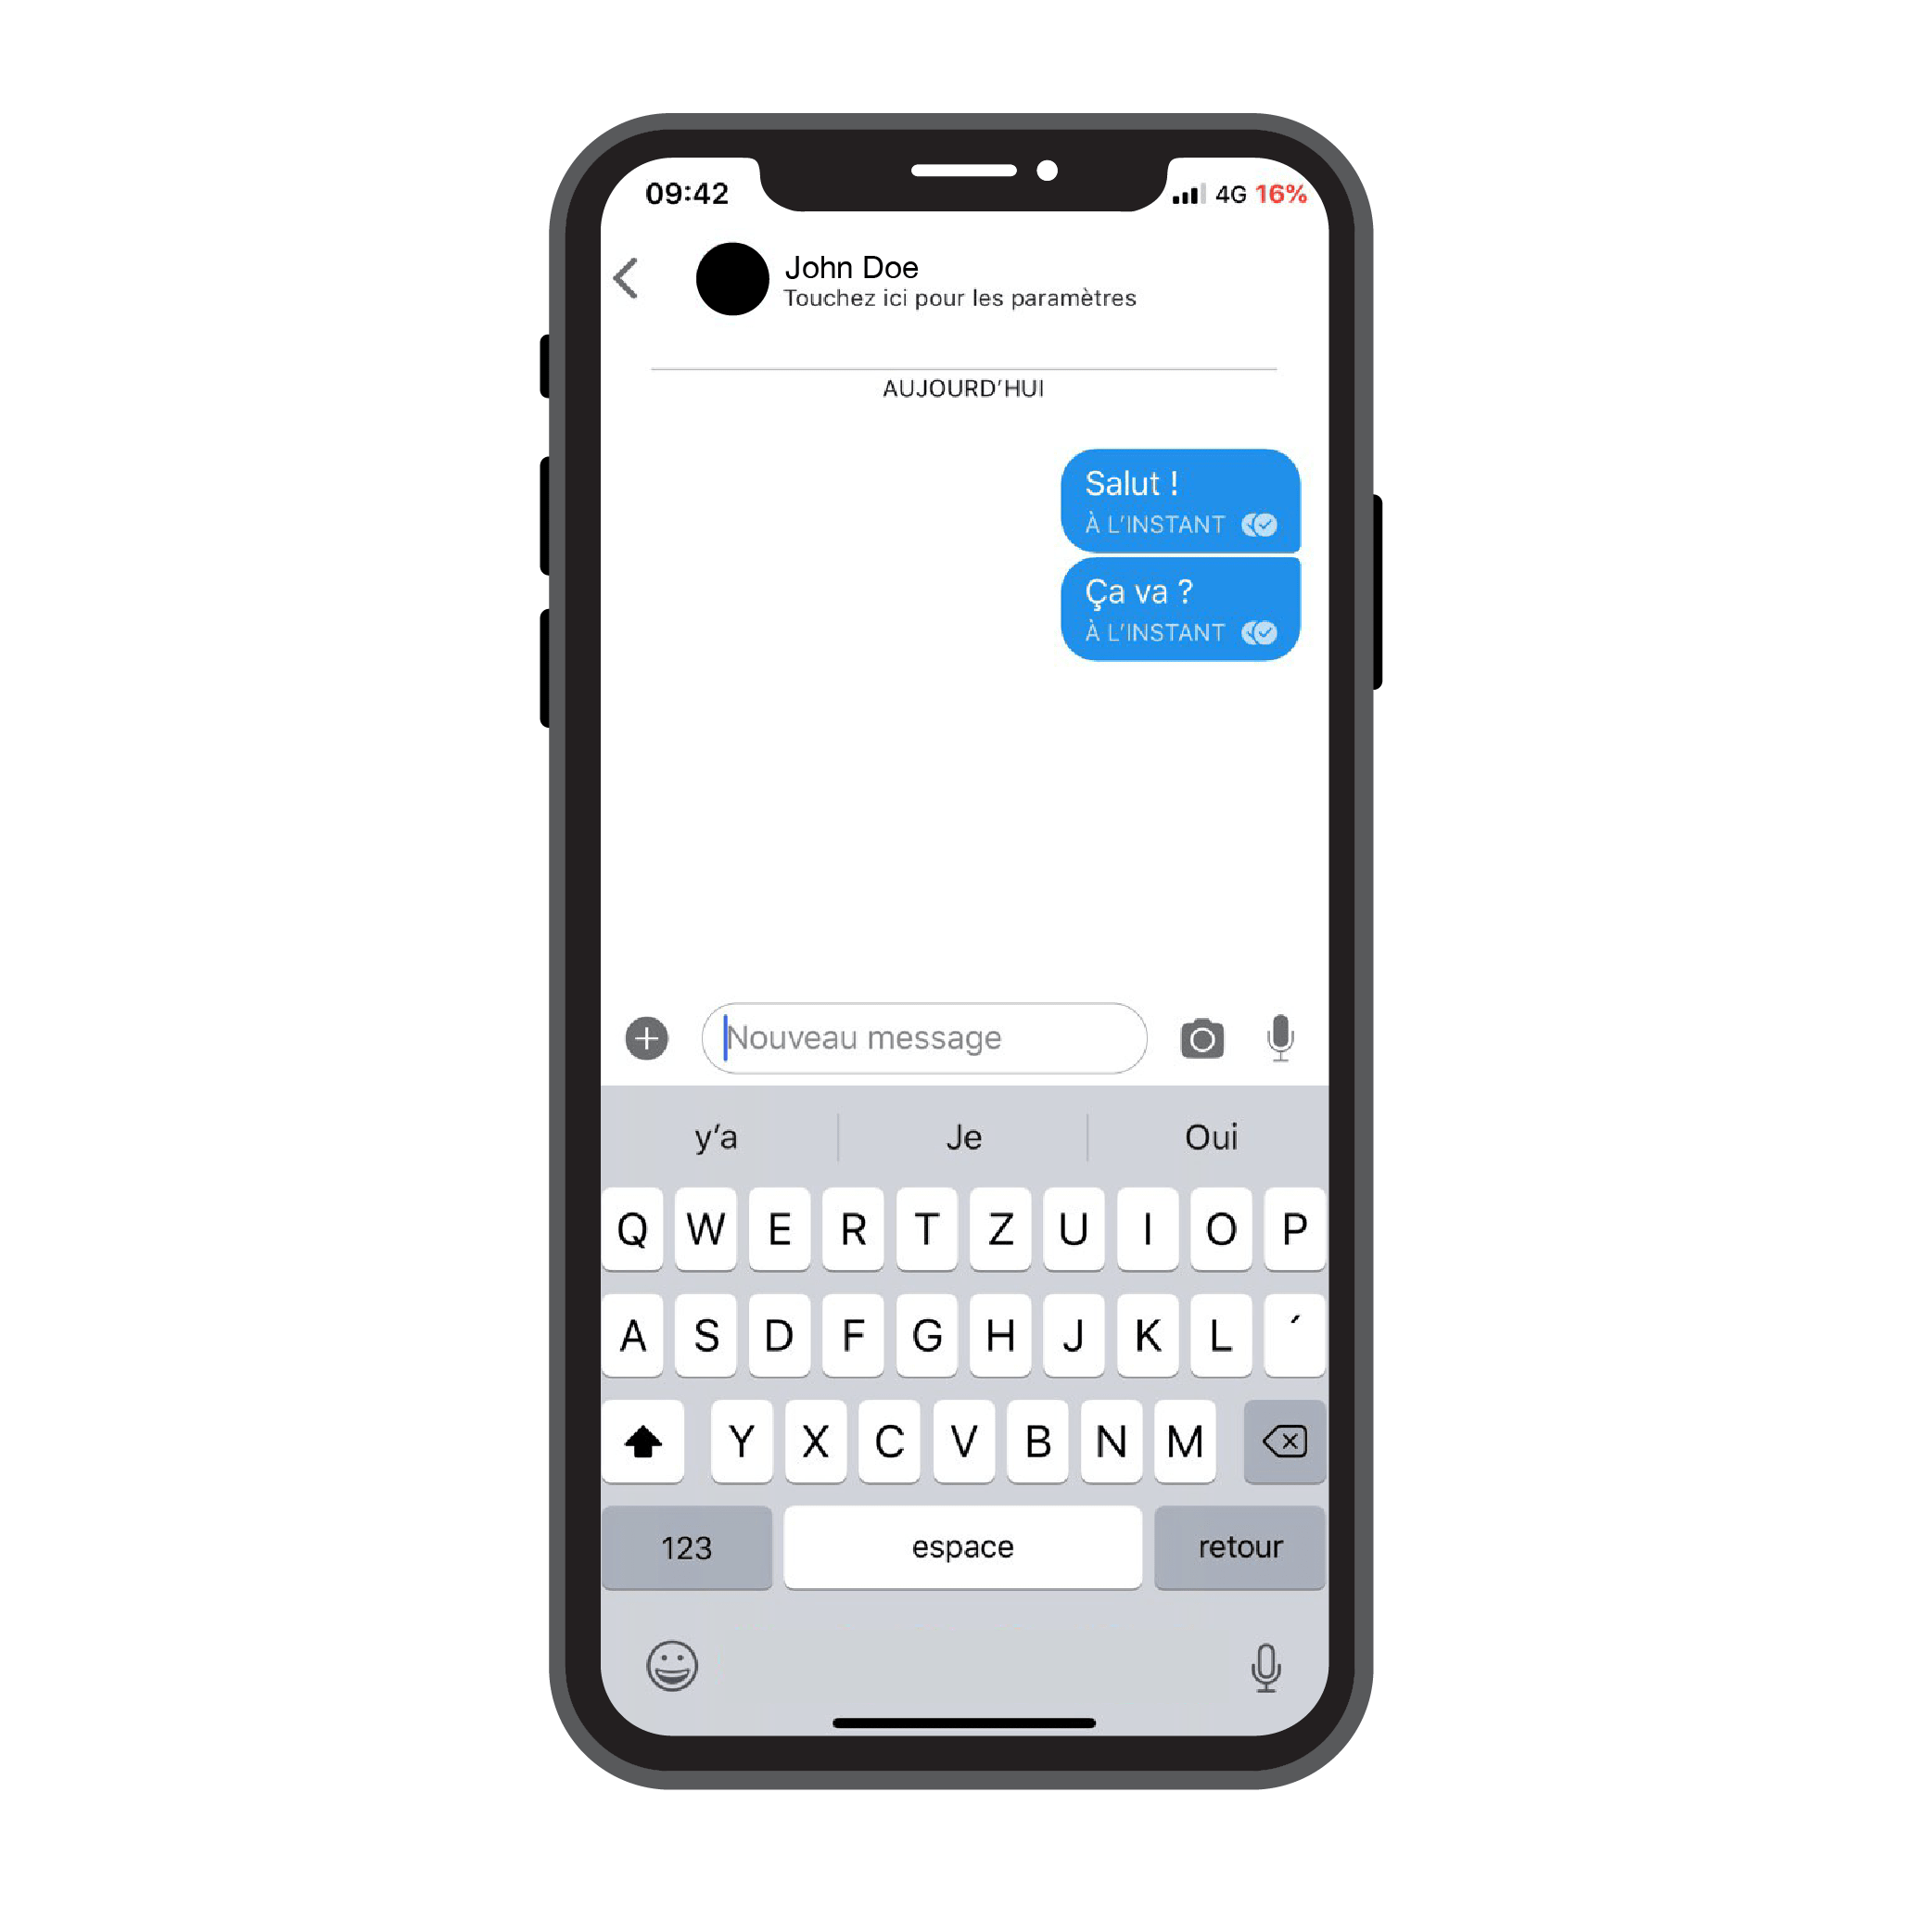 09:42 4G 16%
John Doe
Touchez ici pour les paramètres
AUJOURD'HUI
Salut !
À L'INSTANT
Ça va ?
À L'INSTANT
Nouveau message
y'a Je Oui
Q W E R T Z U I O P
A S D F G H J K L ´
Y X C V B N M
123 espace retour